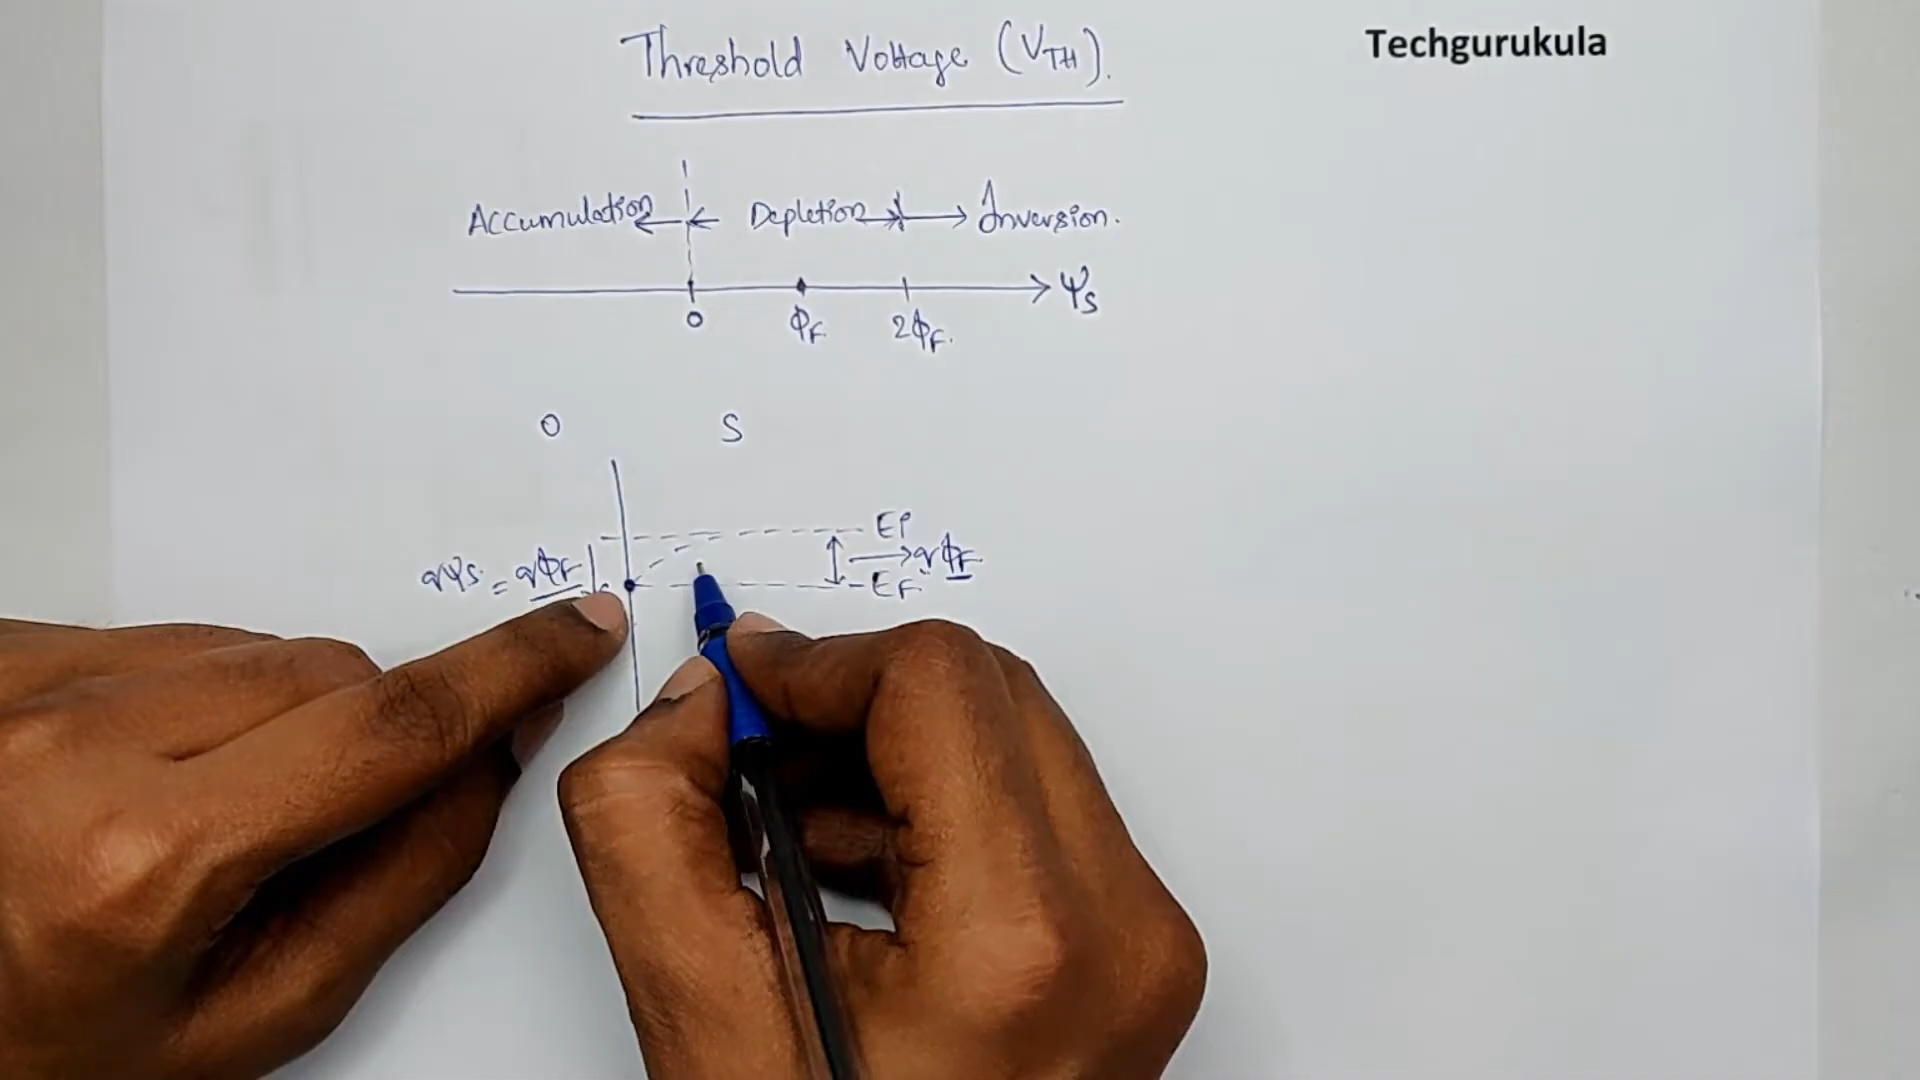 Threshold Voltage (VTH).
Techgurukula
Accumulation Depletion Inversion.
ψs
0 ϕF. 2ϕF.
O S
Ei
qψs. = qϕF qϕF.
EF